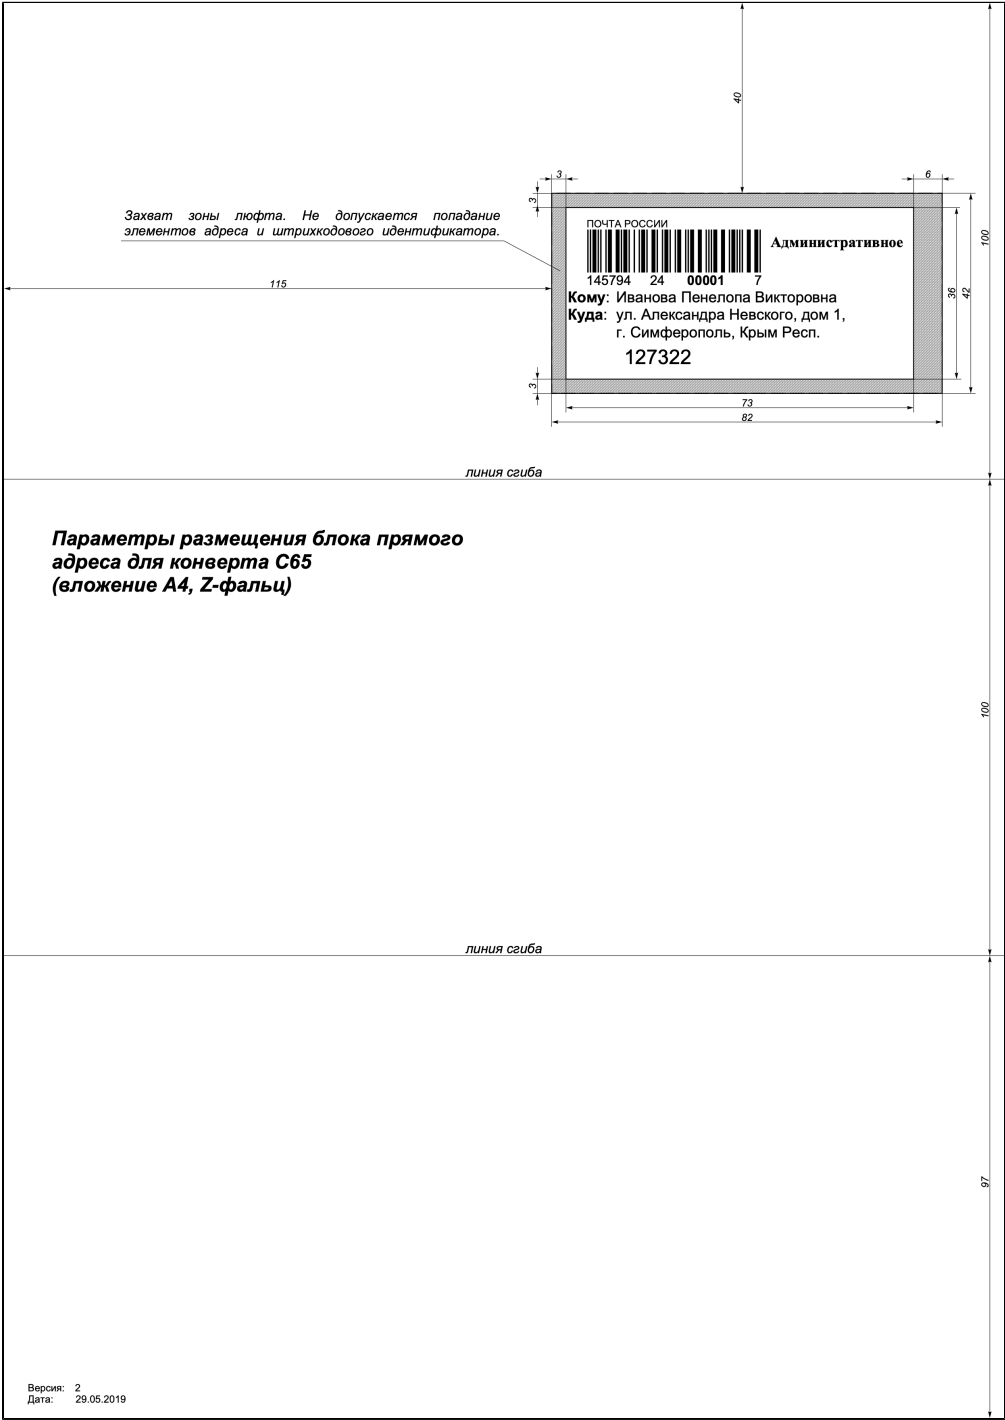 40
3
6
3
Захват зоны люфта. Не допускается попадание
элементов адреса и штрихкодового идентификатора.
115
ПОЧТА РОССИИ
Административное
145794 24 00001 7
Кому: Иванова Пенелопа Викторовна
Куда: ул. Александра Невского, дом 1,
г. Симферополь, Крым Респ.
127322
36
42
100
3
73
82
линия сгиба
Параметры размещения блока прямого
адреса для конверта С65
(вложение А4, Z-фальц)
100
линия сгиба
97
Версия: 2
Дата: 29.05.2019